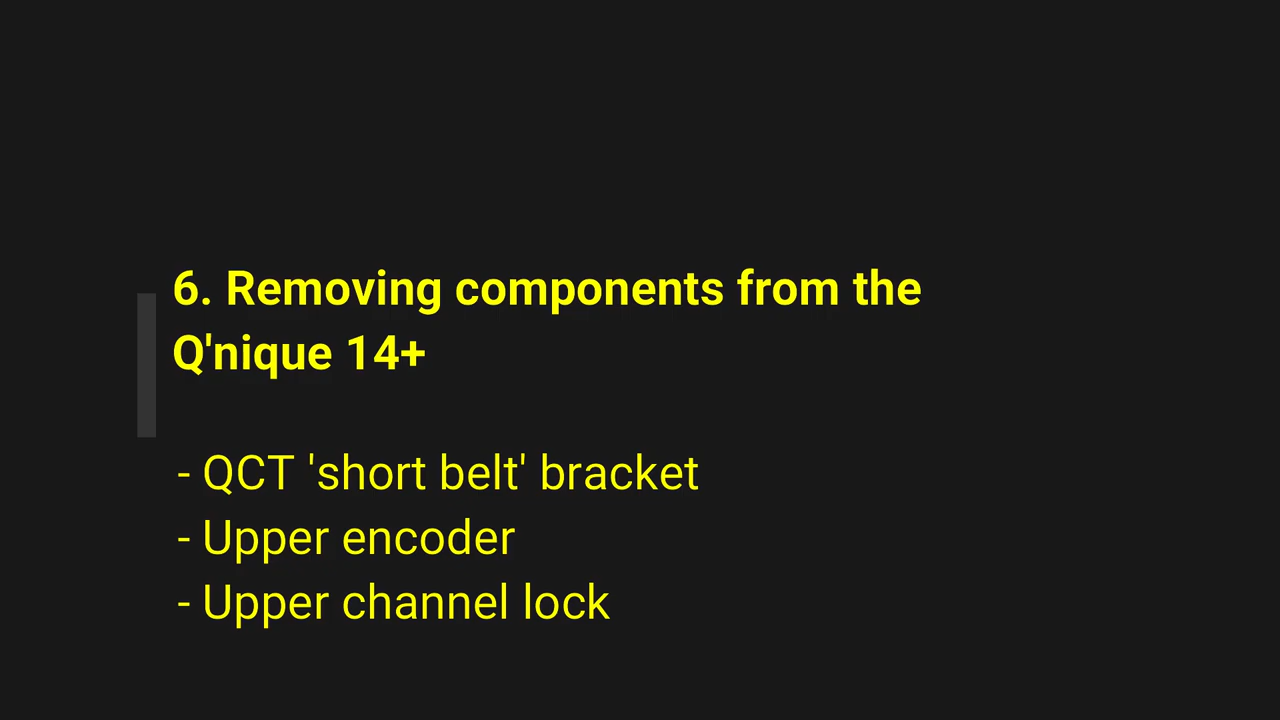 6. Removing components from the
Q'nique 14+
- QCT 'short belt' bracket
- Upper encoder
- Upper channel lock